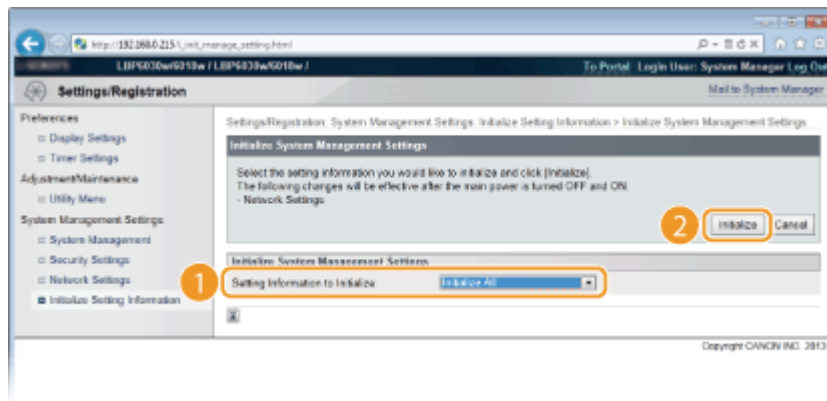 http://192.168.0.215/t_init_manage_setting.html
LBP6030w/6018w / LBP6030w/6018w /
To Portal Login User: System Manager Log Out
Settings/Registration
Mail to System Manager
Preferences
Display Settings
Timer Settings
Adjustment/Maintenance
Utility Menu
System Management Settings
System Management
Security Settings
Network Settings
Initialize Setting Information
Settings/Registration: System Management Settings: Initialize Setting Information > Initialize System Management Settings
Initialize System Management Settings
Select the setting information you would like to initialize and click [Initialize].
The following changes will be effective after the main power is turned OFF and ON.
- Network Settings
2
Initialize
Cancel
Initialize System Management Settings
1
Setting Information to Initialize:
Initialize All
Copyright CANON INC. 2013